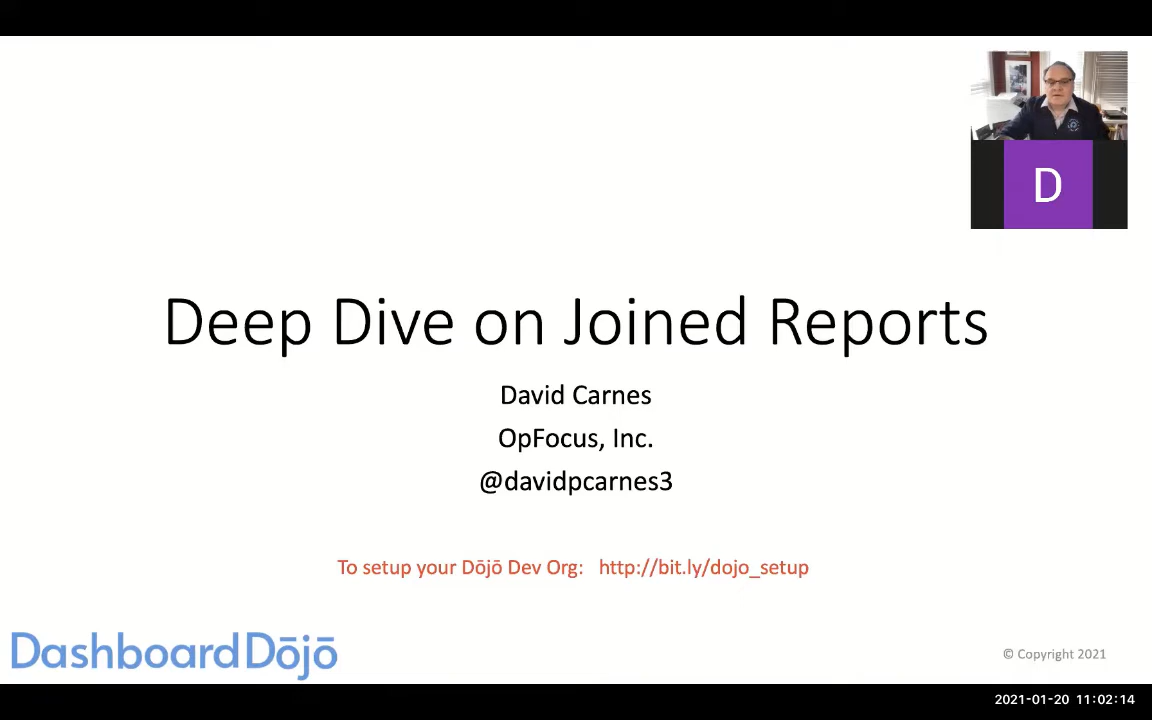 D
Deep Dive on Joined Reports
David Carnes
OpFocus, Inc.
@davidpcarnes3
To setup your Dōjō Dev Org: http://bit.ly/dojo_setup
DashboardDōjō
© Copyright 2021
2021-01-20 11:02:14